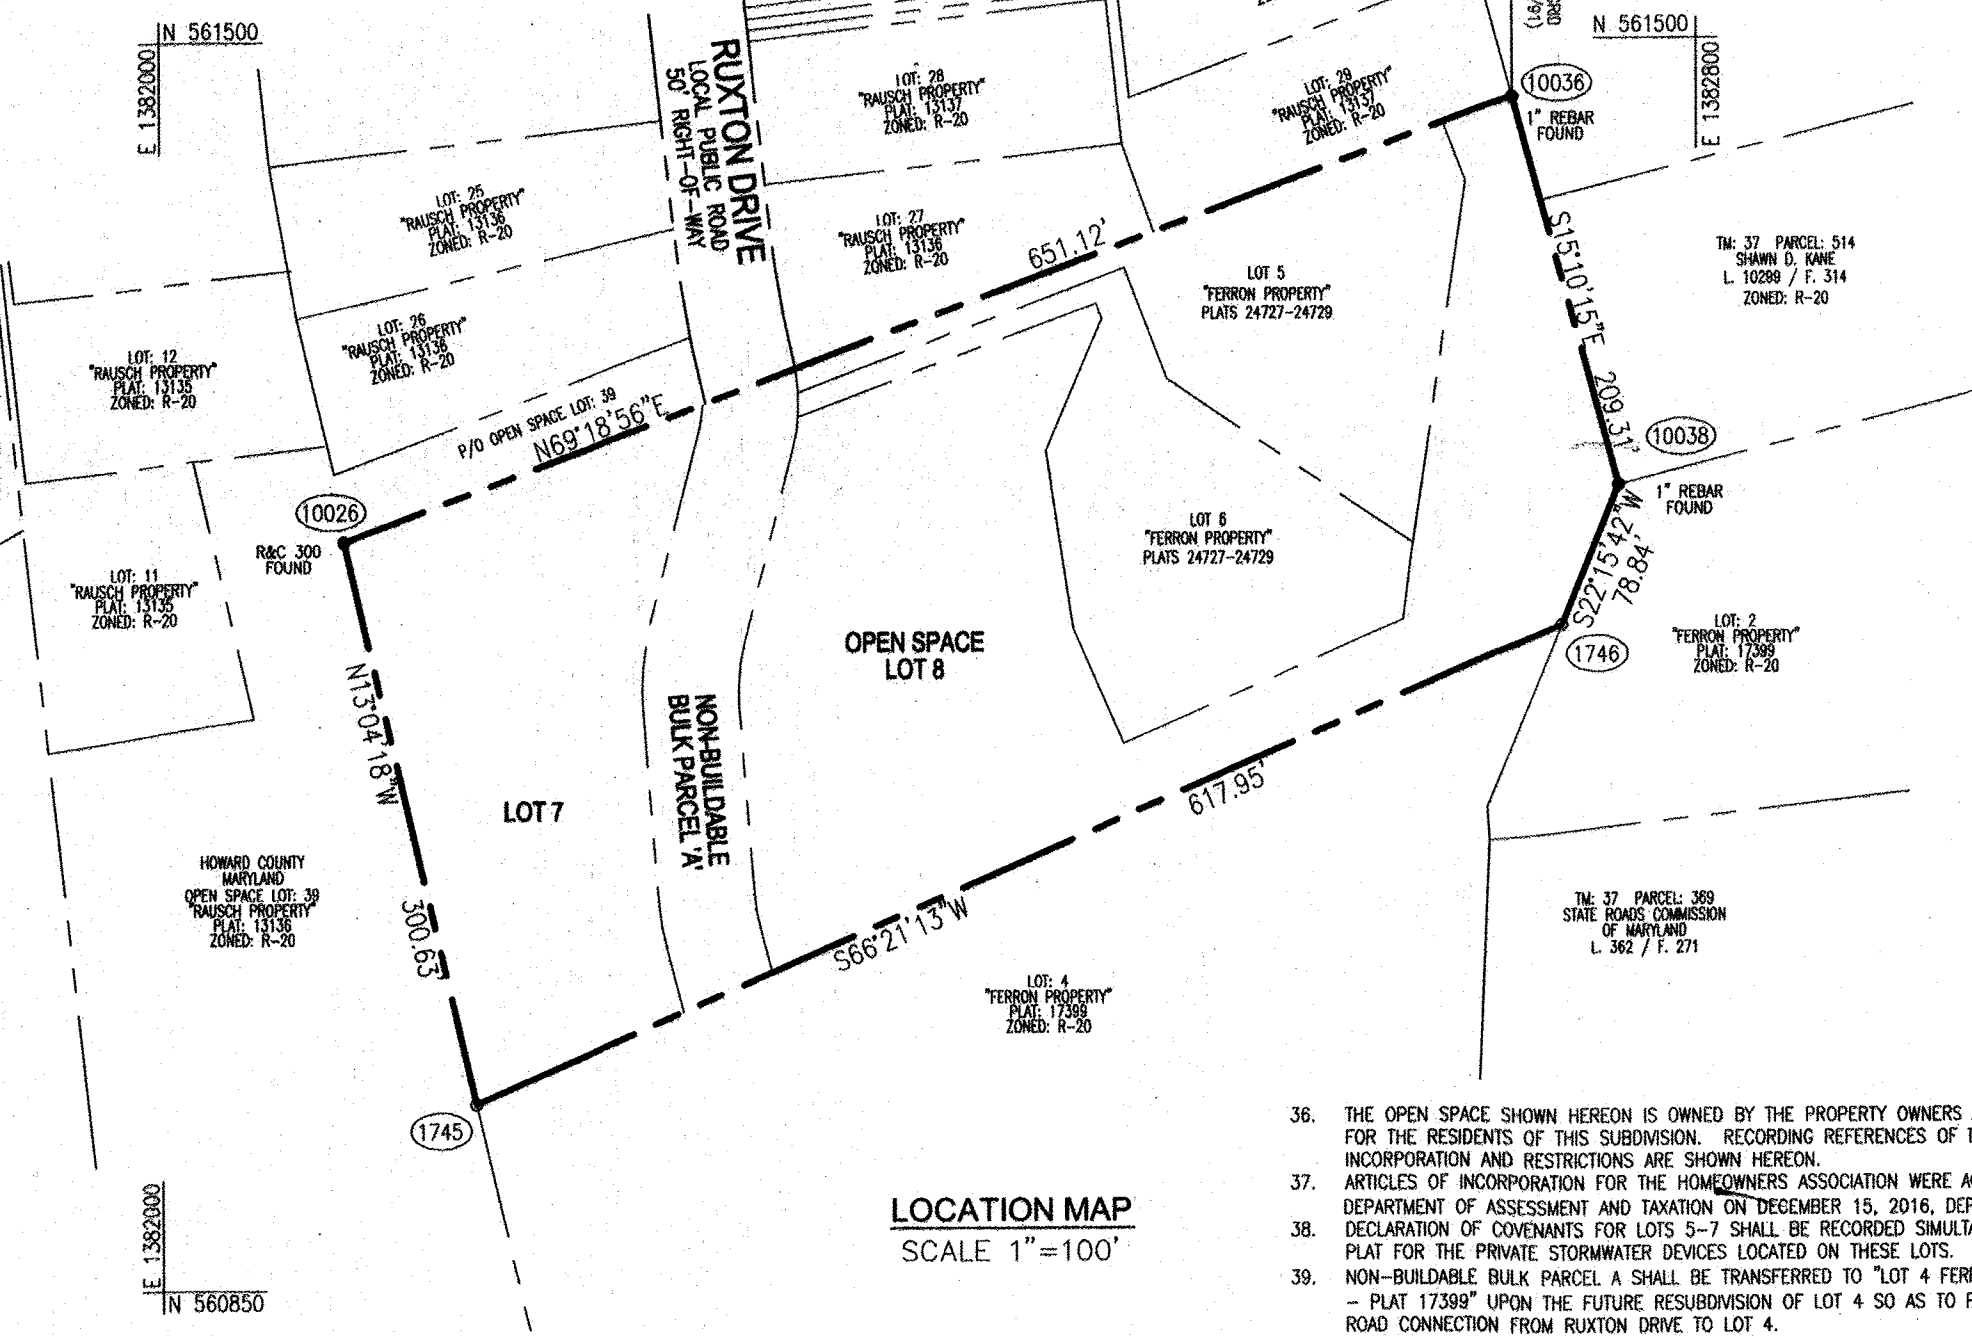 N 561500
E 1382000
N 561500
E 1382800
RUXTON DRIVE
LOCAL PUBLIC ROAD
50' RIGHT-OF-WAY
LOT: 28
"RAUSCH PROPERTY"
PLAT: 13137
ZONED: R-20
LOT: 29
"RAUSCH PROPERTY"
PLAT: 13137
ZONED: R-20
10036
1" REBAR
FOUND
LOT: 25
"RAUSCH PROPERTY"
PLAT: 13136
ZONED: R-20
LOT: 27
"RAUSCH PROPERTY"
PLAT: 13136
ZONED: R-20
651.12'
LOT 5
"FERRON PROPERTY"
PLATS 24727-24729
S15°10'15"E
209.31'
TM: 37 PARCEL: 514
SHAWN D. KANE
L. 10299 / F. 314
ZONED: R-20
LOT: 12
"RAUSCH PROPERTY"
PLAT: 13135
ZONED: R-20
LOT: 26
"RAUSCH PROPERTY"
PLAT: 13136
ZONED: R-20
P/O OPEN SPACE LOT: 39
N69°18'56"E
10038
1" REBAR
FOUND
10026
R&C 300
FOUND
LOT 6
"FERRON PROPERTY"
PLATS 24727-24729
S22°15'42"W
78.84'
LOT: 11
"RAUSCH PROPERTY"
PLAT: 13135
ZONED: R-20
OPEN SPACE
LOT 8
1746
LOT: 2
"FERRON PROPERTY"
PLAT: 17399
ZONED: R-20
N13°04'18"W
300.63'
LOT 7
NON-BUILDABLE
BULK PARCEL 'A'
617.95'
S66°21'13"W
HOWARD COUNTY
MARYLAND
OPEN SPACE LOT: 39
"RAUSCH PROPERTY"
PLAT: 13136
ZONED: R-20
TM: 37 PARCEL: 369
STATE ROADS COMMISSION
OF MARYLAND
L. 362 / F. 271
LOT: 4
"FERRON PROPERTY"
PLAT: 17399
ZONED: R-20
1745
E 1382000
N 560850
LOCATION MAP
SCALE 1"=100'
36. THE OPEN SPACE SHOWN HEREON IS OWNED BY THE PROPERTY OWNERS
FOR THE RESIDENTS OF THIS SUBDIVISION. RECORDING REFERENCES OF
INCORPORATION AND RESTRICTIONS ARE SHOWN HEREON.
37. ARTICLES OF INCORPORATION FOR THE HOMEOWNERS ASSOCIATION WERE
DEPARTMENT OF ASSESSMENT AND TAXATION ON DECEMBER 15, 2016,
38. DECLARATION OF COVENANTS FOR LOTS 5-7 SHALL BE RECORDED
PLAT FOR THE PRIVATE STORMWATER DEVICES LOCATED ON THESE LOTS.
39. NON-BUILDABLE BULK PARCEL A SHALL BE TRANSFERRED TO "LOT 4
- PLAT 17399" UPON THE FUTURE RESUBDIVISION OF LOT 4 SO AS TO
ROAD CONNECTION FROM RUXTON DRIVE TO LOT 4.